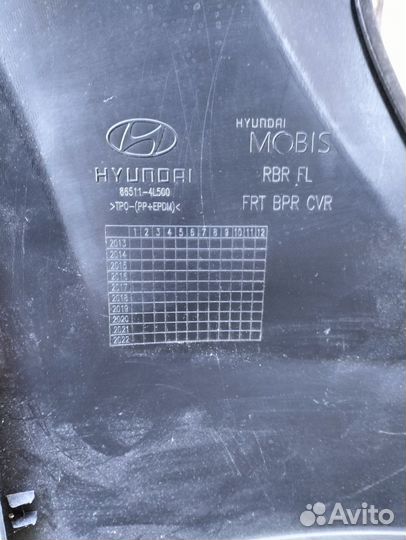 HYUNDAI
86511-4L500
>TPO-(PP+EPDM)<
HYUNDAI
MOBIS
RBR FL
FRT BPR CVR
1 2 3 4 5 6 7 8 9 10 11 12
2013
2014
2015
2016
2017
2018
2019
2020
2021
2022
Avito